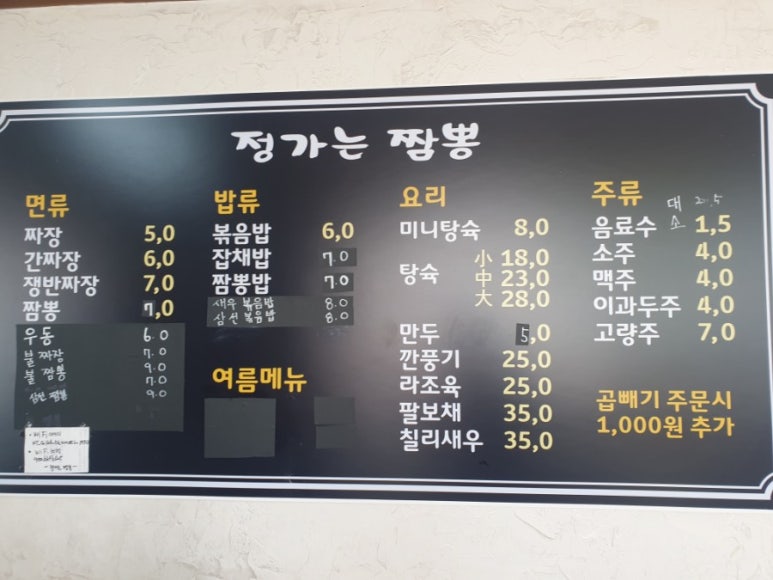 정가는 짬뽕
면류
짜장 5,0
간짜장 6,0
쟁반짜장 7,0
짬뽕 7,0
우동 6.0
불 짜장 7.0
불 짬뽕 9.0
7.0
삼선 짬뽕 9.0
밥류
볶음밥 6,0
잡채밥 7.0
짬뽕밥 7.0
새우 볶음밥 8.0
삼선 볶음밥 8.0
여름메뉴
요리
미니탕슉 8,0
탕슉 小 18,0
中 23,0
大 28,0
만두 5,0
깐풍기 25,0
라조육 25,0
팔보채 35,0
칠리새우 35,0
주류
대 2.5
음료수 소 1,5
소주 4,0
맥주 4,0
이과두주 4,0
고량주 7,0
곱빼기 주문시
1,000원 추가